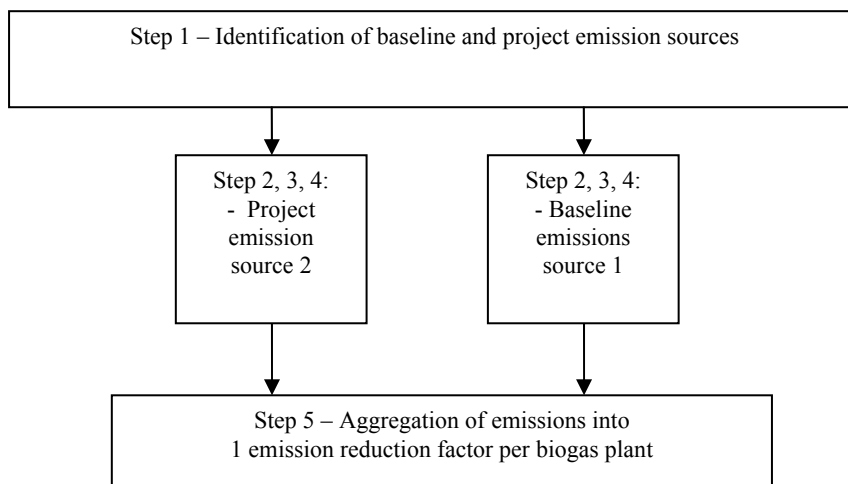 Step 1 – Identification of baseline and project emission sources
Step 2, 3, 4:
- Project
emission
source 2
Step 2, 3, 4:
- Baseline
emissions
source 1
Step 5 – Aggregation of emissions into
1 emission reduction factor per biogas plant